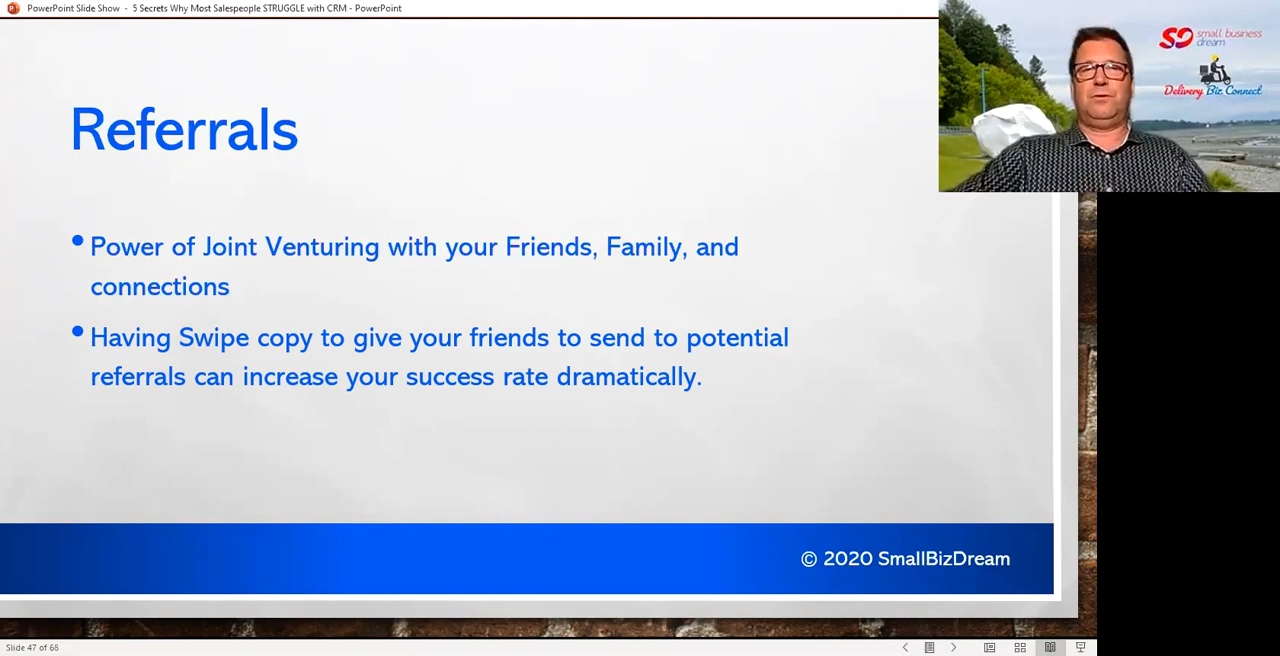 PowerPoint Slide Show - 5 Secrets Why Most Salespeople STRUGGLE with CRM - PowerPoint
small business
dream
Delivery Biz Connect
Referrals
• Power of Joint Venturing with your Friends, Family, and
connections
• Having Swipe copy to give your friends to send to potential
referrals can increase your success rate dramatically.
© 2020 SmallBizDream
Slide 47 of 68